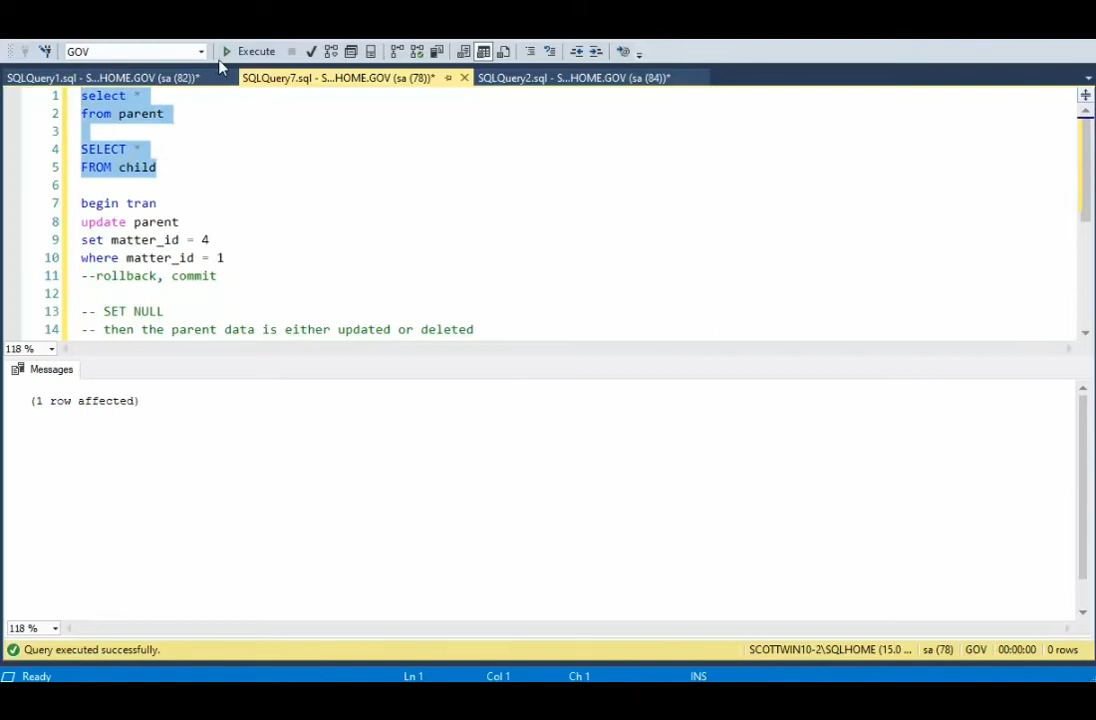 GOV
Execute
SQLQuery1.sql - S...HOME.GOV (sa (82))*
SQLQuery7.sql - S...HOME.GOV (sa (78))*
SQLQuery2.sql - S...HOME.GOV (sa (84))*
1 select *
2 from parent
3
4 SELECT *
5 FROM child
6
7 begin tran
8 update parent
9 set matter_id = 4
10 where matter_id = 1
11 --rollback, commit
12
13 -- SET NULL
14 -- then the parent data is either updated or deleted
118 %
Messages
(1 row affected)
118 %
Query executed successfully.
SCOTTWIN10-2\SQLHOME (15.0 ...
sa (78)
GOV
00:00:00
0 rows
Ready
Ln 1
Col 1
Ch 1
INS